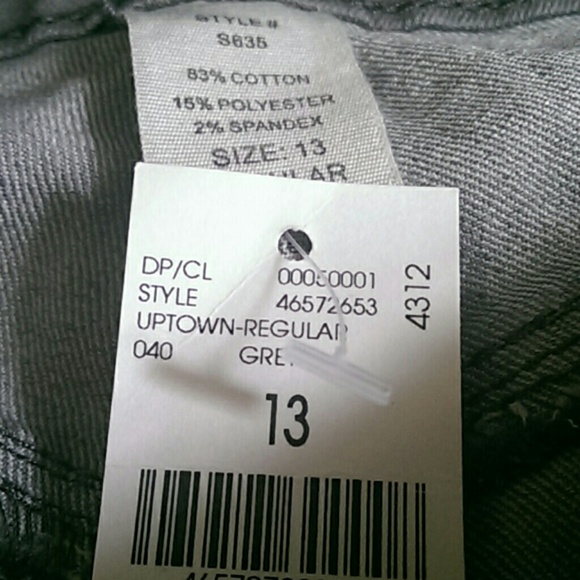 STYLE #
S635
83% COTTON
15% POLYESTER
2% SPANDEX
SIZE: 13
DP/CL 00050001
STYLE 46572653
UPTOWN-REGULAR
040
13
4312